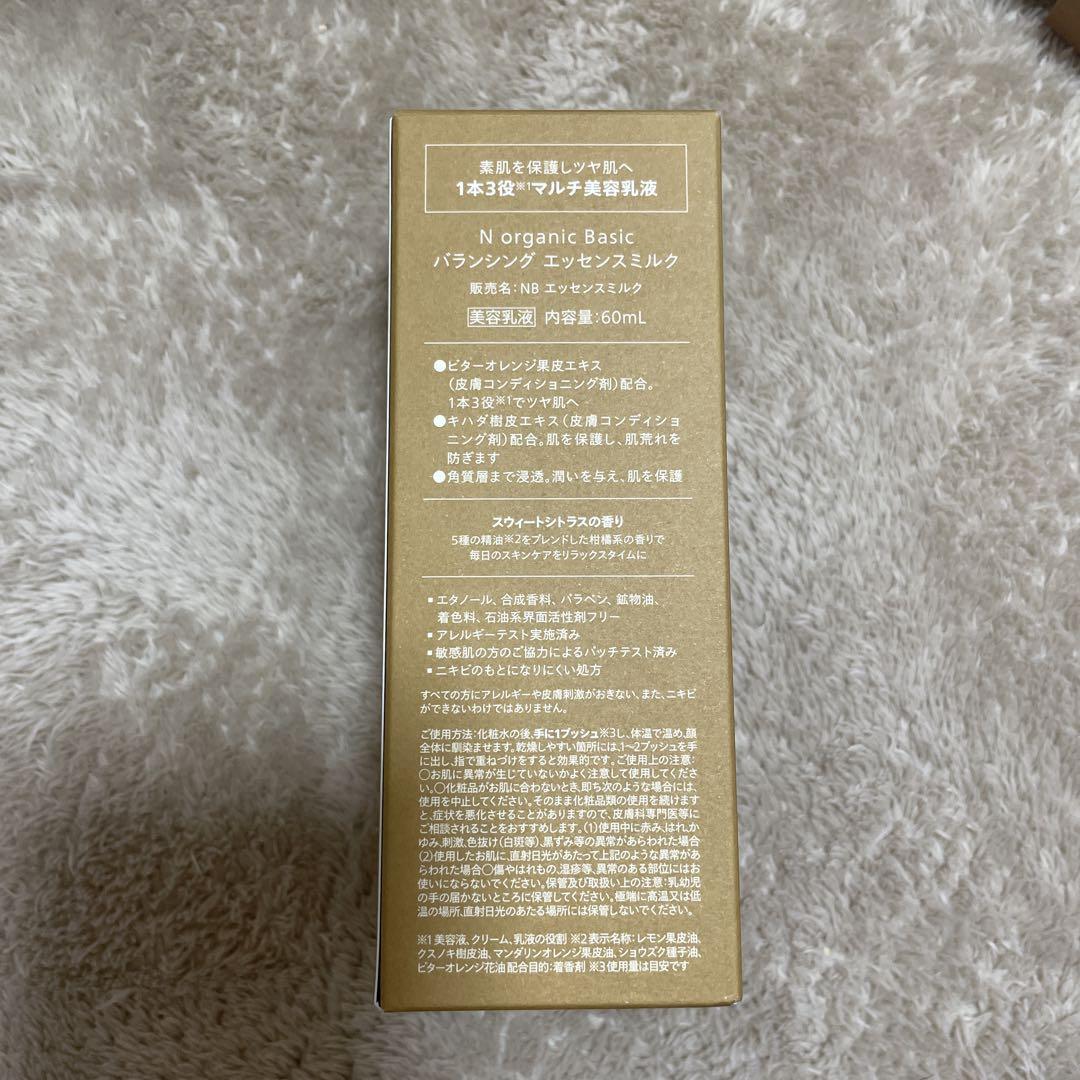 素肌を保護しツヤ肌へ
1本3役※1マルチ美容乳液
N organic Basic
バランシング エッセンスミルク
販売名:NB エッセンスミルク
美容乳液 内容量:60mL
●ビターオレンジ果皮エキス
(皮膚コンディショニング剤)配合。
1本3役※1でツヤ肌へ
●キハダ樹皮エキス(皮膚コンディショ
ニング剤)配合。肌を保護し、肌荒れを
防ぎます
●角質層まで浸透。潤いを与え、肌を保護
スウィートシトラスの香り
5種の精油※2をブレンドした柑橘系の香りで
毎日のスキンケアをリラックスタイムに
▪エタノール、合成香料、パラベン、鉱物油、
着色料、石油系界面活性剤フリー
▪アレルギーテスト実施済み
▪敏感肌の方のご協力によるパッチテスト済み
▪ニキビのもとになりにくい処方
すべての方にアレルギーや皮膚刺激がおきない、また、ニキビ
ができないわけではありません。
ご使用方法:化粧水の後、手に1プッシュ※3し、体温で温め、顔
全体に馴染ませます。乾燥しやすい箇所には、1~2プッシュを手
に出し、指で重ねづけをすると効果的です。ご使用上の注意:
○お肌に異常が生じていないかよく注意して使用してくださ
い。○化粧品がお肌に合わないとき、即ち次のような場合には、
使用を中止してください。そのまま化粧品類の使用を続けます
と、症状を悪化させることがありますので、皮膚科専門医等に
ご相談されることをおすすめします。(1)使用中に赤み、はれ、か
ゆみ、刺激、色抜け(白斑等)、黒ずみ等の異常があらわれた場合
(2)使用したお肌に、直射日光があたって上記のような異常があ
らわれた場合○傷やはれもの、湿疹等、異常のある部位にはお
使いにならないでください。保管及び取扱い上の注意:乳幼児
の手の届かないところに保管してください。極端に高温又は低
温の場所、直射日光のあたる場所には保管しないでください。
※1 美容液、クリーム、乳液の役割 ※2 表示名称:レモン果皮油、
クスノキ樹皮油、マンダリンオレンジ果皮油、ショウズク種子油、
ビターオレンジ花油 配合目的:着香剤 ※3 使用量は目安です